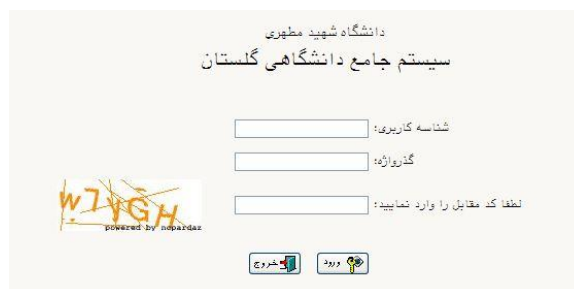 دانشگاه شهید مطهری
سیستم جامع دانشگاهی گلستان
شناسه کاربری:
گذرواژه:
لطفا کد مقابل را وارد نمایید:
powered by nopardaz
ورود
خروج